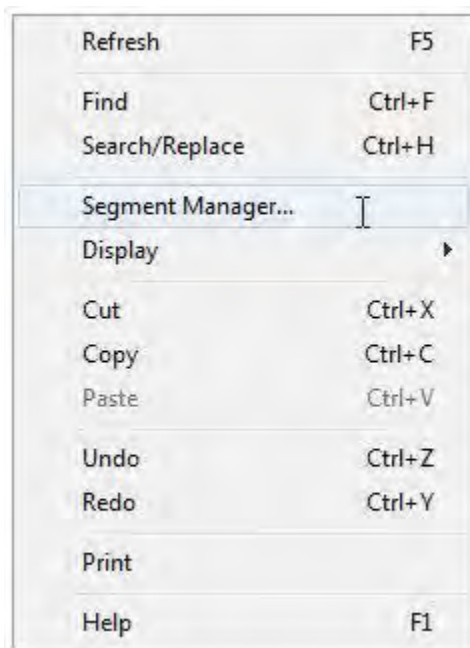 Refresh F5
Find Ctrl+F
Search/Replace Ctrl+H
Segment Manager...
Display
Cut Ctrl+X
Copy Ctrl+C
Paste Ctrl+V
Undo Ctrl+Z
Redo Ctrl+Y
Print
Help F1